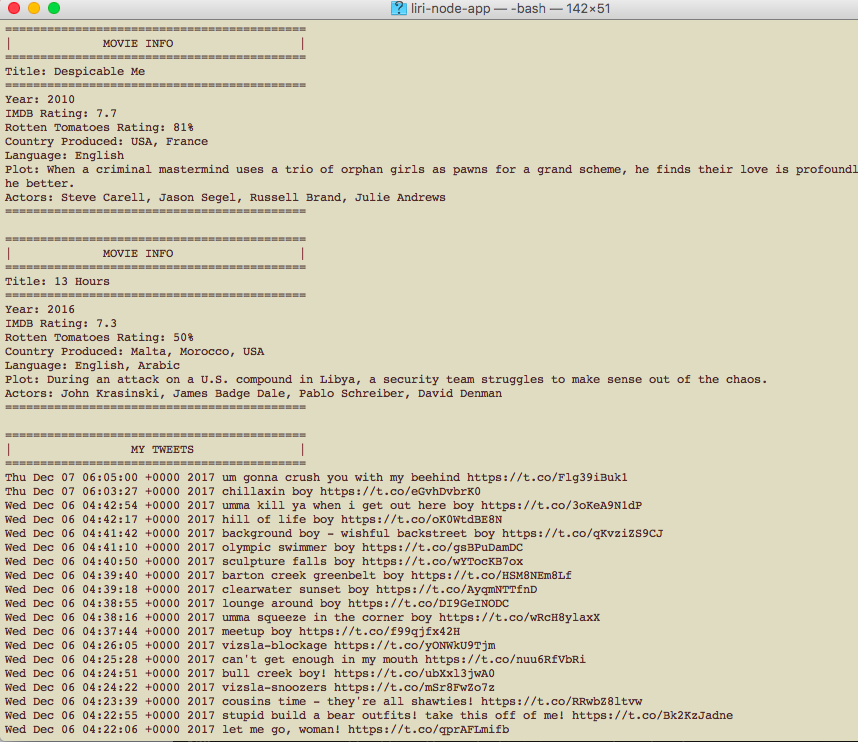 liri-node-app — -bash — 142×51
==========================================
| MOVIE INFO |
==========================================
Title: Despicable Me
==========================================
Year: 2010
IMDB Rating: 7.7
Rotten Tomatoes Rating: 81%
Country Produced: USA, France
Language: English
Plot: When a criminal mastermind uses a trio of orphan girls as pawns for a grand scheme, he finds their love is profoundl
he better.
Actors: Steve Carell, Jason Segel, Russell Brand, Julie Andrews
==========================================
==========================================
| MOVIE INFO |
==========================================
Title: 13 Hours
==========================================
Year: 2016
IMDB Rating: 7.3
Rotten Tomatoes Rating: 50%
Country Produced: Malta, Morocco, USA
Language: English, Arabic
Plot: During an attack on a U.S. compound in Libya, a security team struggles to make sense out of the chaos.
Actors: John Krasinski, James Badge Dale, Pablo Schreiber, David Denman
==========================================
==========================================
| MY TWEETS |
==========================================
Thu Dec 07 06:05:00 +0000 2017 um gonna crush you with my beehind https://t.co/Flg39iBuk1
Thu Dec 07 06:03:27 +0000 2017 chillaxin boy https://t.co/eGvhDvbrK0
Wed Dec 06 04:42:54 +0000 2017 umma kill ya when i get out here boy https://t.co/3oKeA9N1dP
Wed Dec 06 04:42:17 +0000 2017 hill of life boy https://t.co/oK0WtdBE8N
Wed Dec 06 04:41:42 +0000 2017 background boy - wishful backstreet boy https://t.co/qKvziZS9CJ
Wed Dec 06 04:41:10 +0000 2017 olympic swimmer boy https://t.co/gsBPuDamDC
Wed Dec 06 04:40:50 +0000 2017 sculpture falls boy https://t.co/wYTocKB7ox
Wed Dec 06 04:39:40 +0000 2017 barton creek greenbelt boy https://t.co/HSM8NEm8Lf
Wed Dec 06 04:39:18 +0000 2017 clearwater sunset boy https://t.co/AyqmNTTfnD
Wed Dec 06 04:38:55 +0000 2017 lounge around boy https://t.co/DI9GeINODC
Wed Dec 06 04:38:16 +0000 2017 umma squeeze in the corner boy https://t.co/wRcH8ylaxX
Wed Dec 06 04:37:44 +0000 2017 meetup boy https://t.co/f99qjfx42H
Wed Dec 06 04:26:05 +0000 2017 vizsla-blockage https://t.co/yONWkU9Tjm
Wed Dec 06 04:25:28 +0000 2017 can't get enough in my mouth https://t.co/nuu6RfVbRi
Wed Dec 06 04:24:51 +0000 2017 bull creek boy! https://t.co/ubXxl3jwA0
Wed Dec 06 04:24:22 +0000 2017 vizsla-snoozers https://t.co/mSr8FwZo7z
Wed Dec 06 04:23:39 +0000 2017 cousins time - they're all shawties! https://t.co/RRwbZ8ltvw
Wed Dec 06 04:22:55 +0000 2017 stupid build a bear outfits! take this off of me! https://t.co/Bk2KzJadne
Wed Dec 06 04:22:06 +0000 2017 let me go, woman! https://t.co/qprAFLmifb